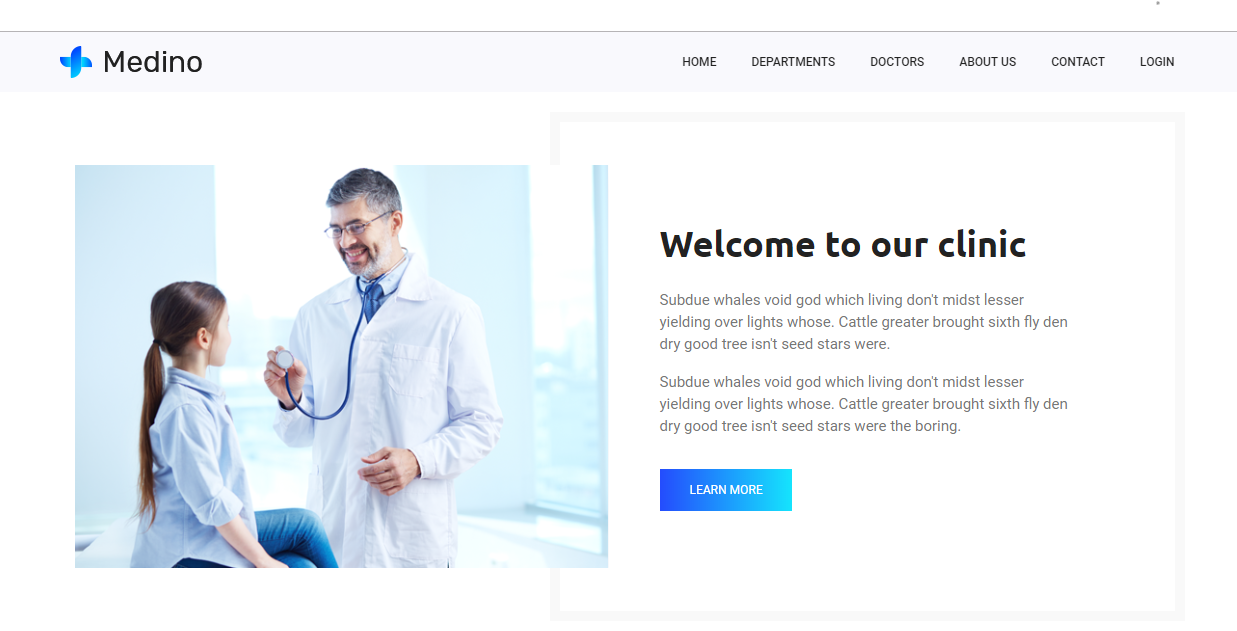 Medino
HOME DEPARTMENTS DOCTORS ABOUT US CONTACT LOGIN
Welcome to our clinic
Subdue whales void god which living don't midst lesser
yielding over lights whose. Cattle greater brought sixth fly den
dry good tree isn't seed stars were.
Subdue whales void god which living don't midst lesser
yielding over lights whose. Cattle greater brought sixth fly den
dry good tree isn't seed stars were the boring.
LEARN MORE